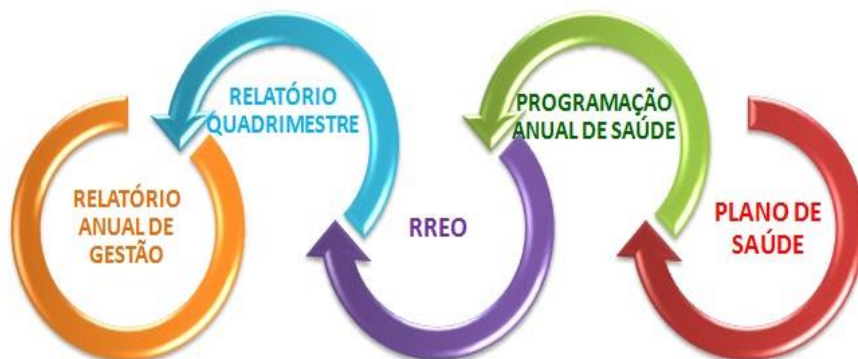 RELATÓRIO
ANUAL DE
GESTÃO
RELATÓRIO
QUADRIMESTRE
RREO
PROGRAMAÇÃO
ANUAL DE SAÚDE
PLANO DE
SAÚDE